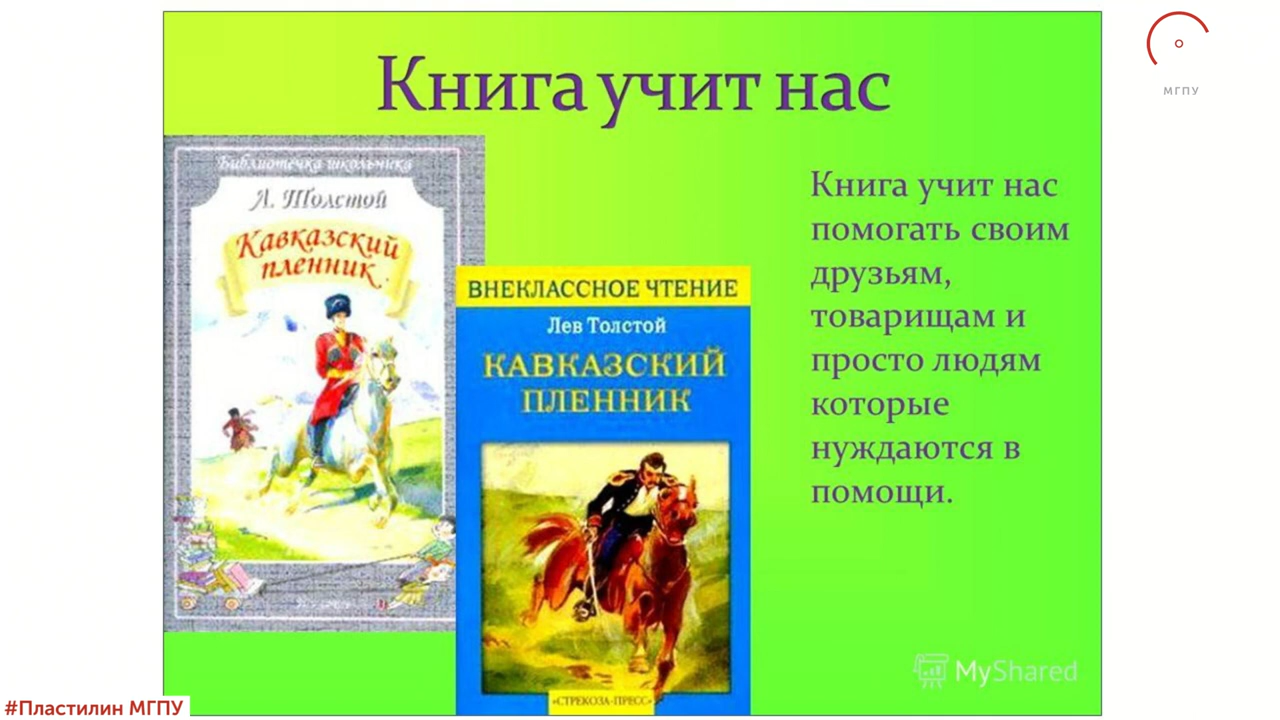 Книга учит нас
МГПУ
Библиотечка школьника
Л. Толстой
Кавказский
пленник
ВНЕКЛАССНОЕ ЧТЕНИЕ
Лев Толстой
КАВКАЗСКИЙ
ПЛЕННИК
«СТРЕКОЗА-ПРЕСС»
Книга учит нас
помогать своим
друзьям,
товарищам и
просто людям
которые
нуждаются в
помощи.
MyShared
#Пластилин МГПУ